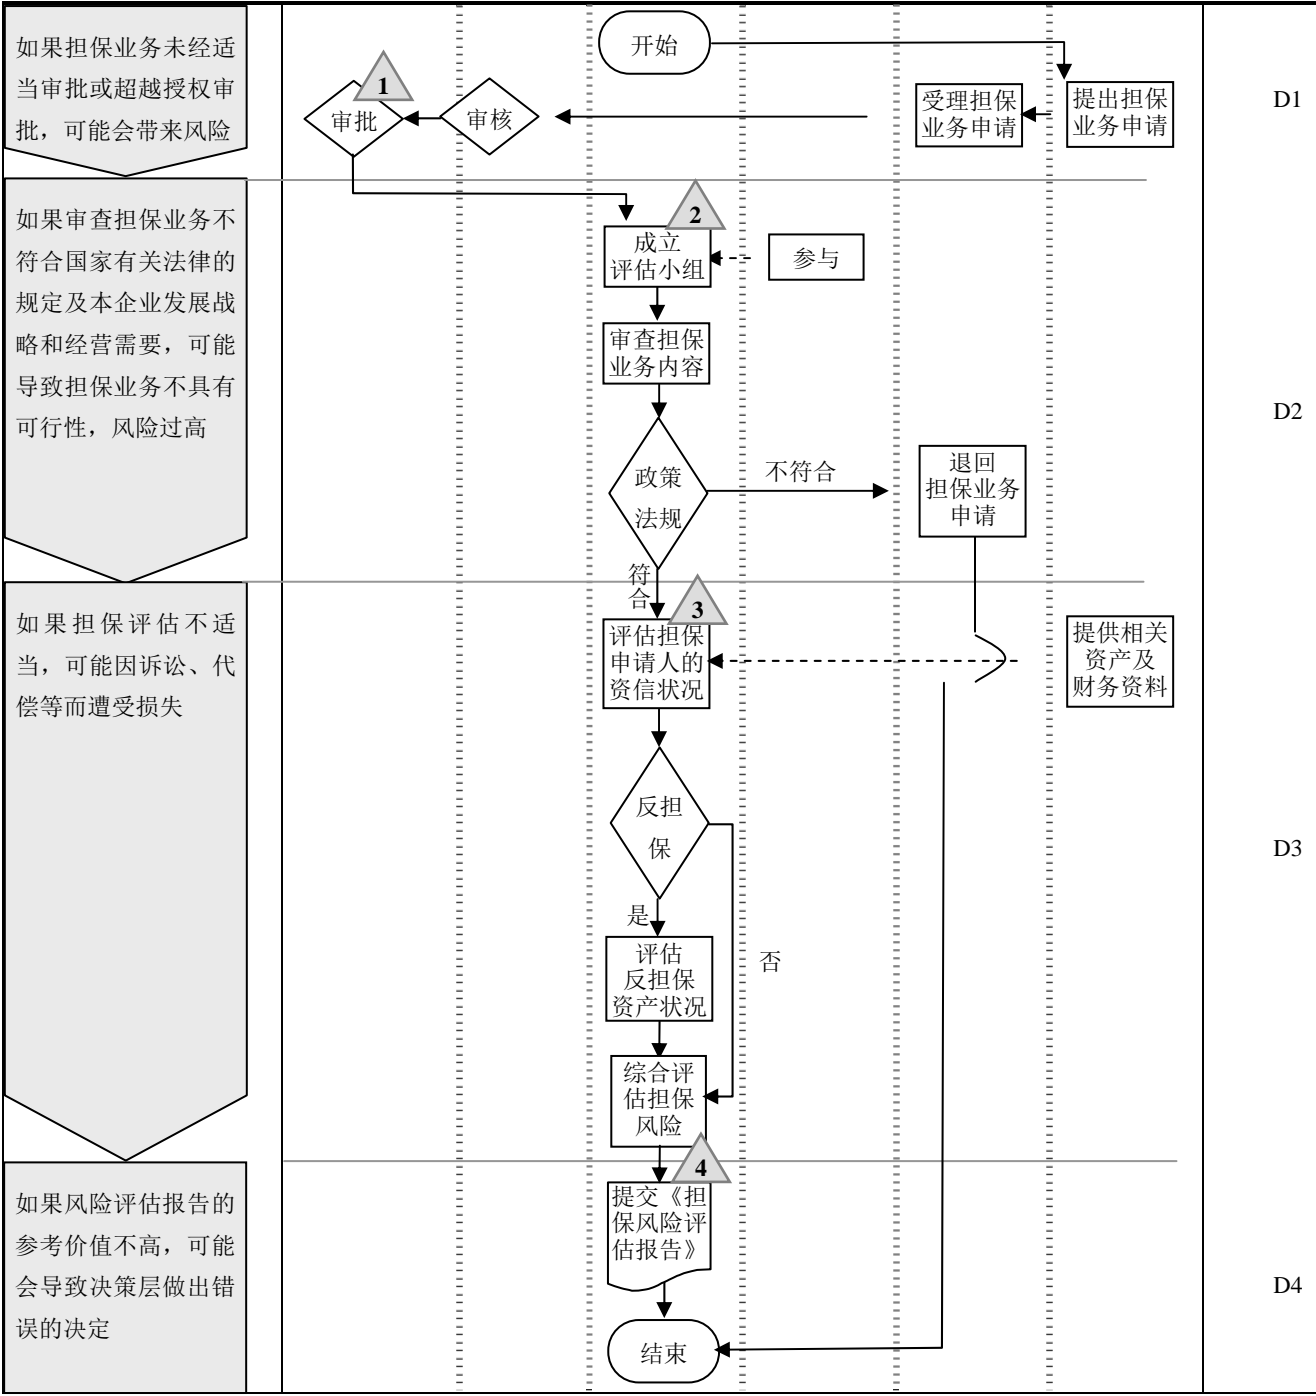 如果担保业务未经适
当审批或超越授权审
批，可能会带来风险
开始
1
审批
审核
受理担保
业务申请
提出担保
业务申请
D1
如果审查担保业务不
符合国家有关法律的
规定及本企业发展战
略和经营需要，可能
导致担保业务不具有
可行性，风险过高
2
成立
评估小组
参与
审查担保
业务内容
政策
法规
不符合
退回
担保业务
申请
D2
符
合
如果担保评估不适
当，可能因诉讼、代
偿等而遭受损失
3
评估担保
申请人的
资信状况
提供相关
资产及
财务资料
反担
保
是
否
评估
反担保
资产状况
综合评
估担保
风险
D3
如果风险评估报告的
参考价值不高，可能
会导致决策层做出错
误的决定
4
提交《担
保风险评
估报告》
结束
D4